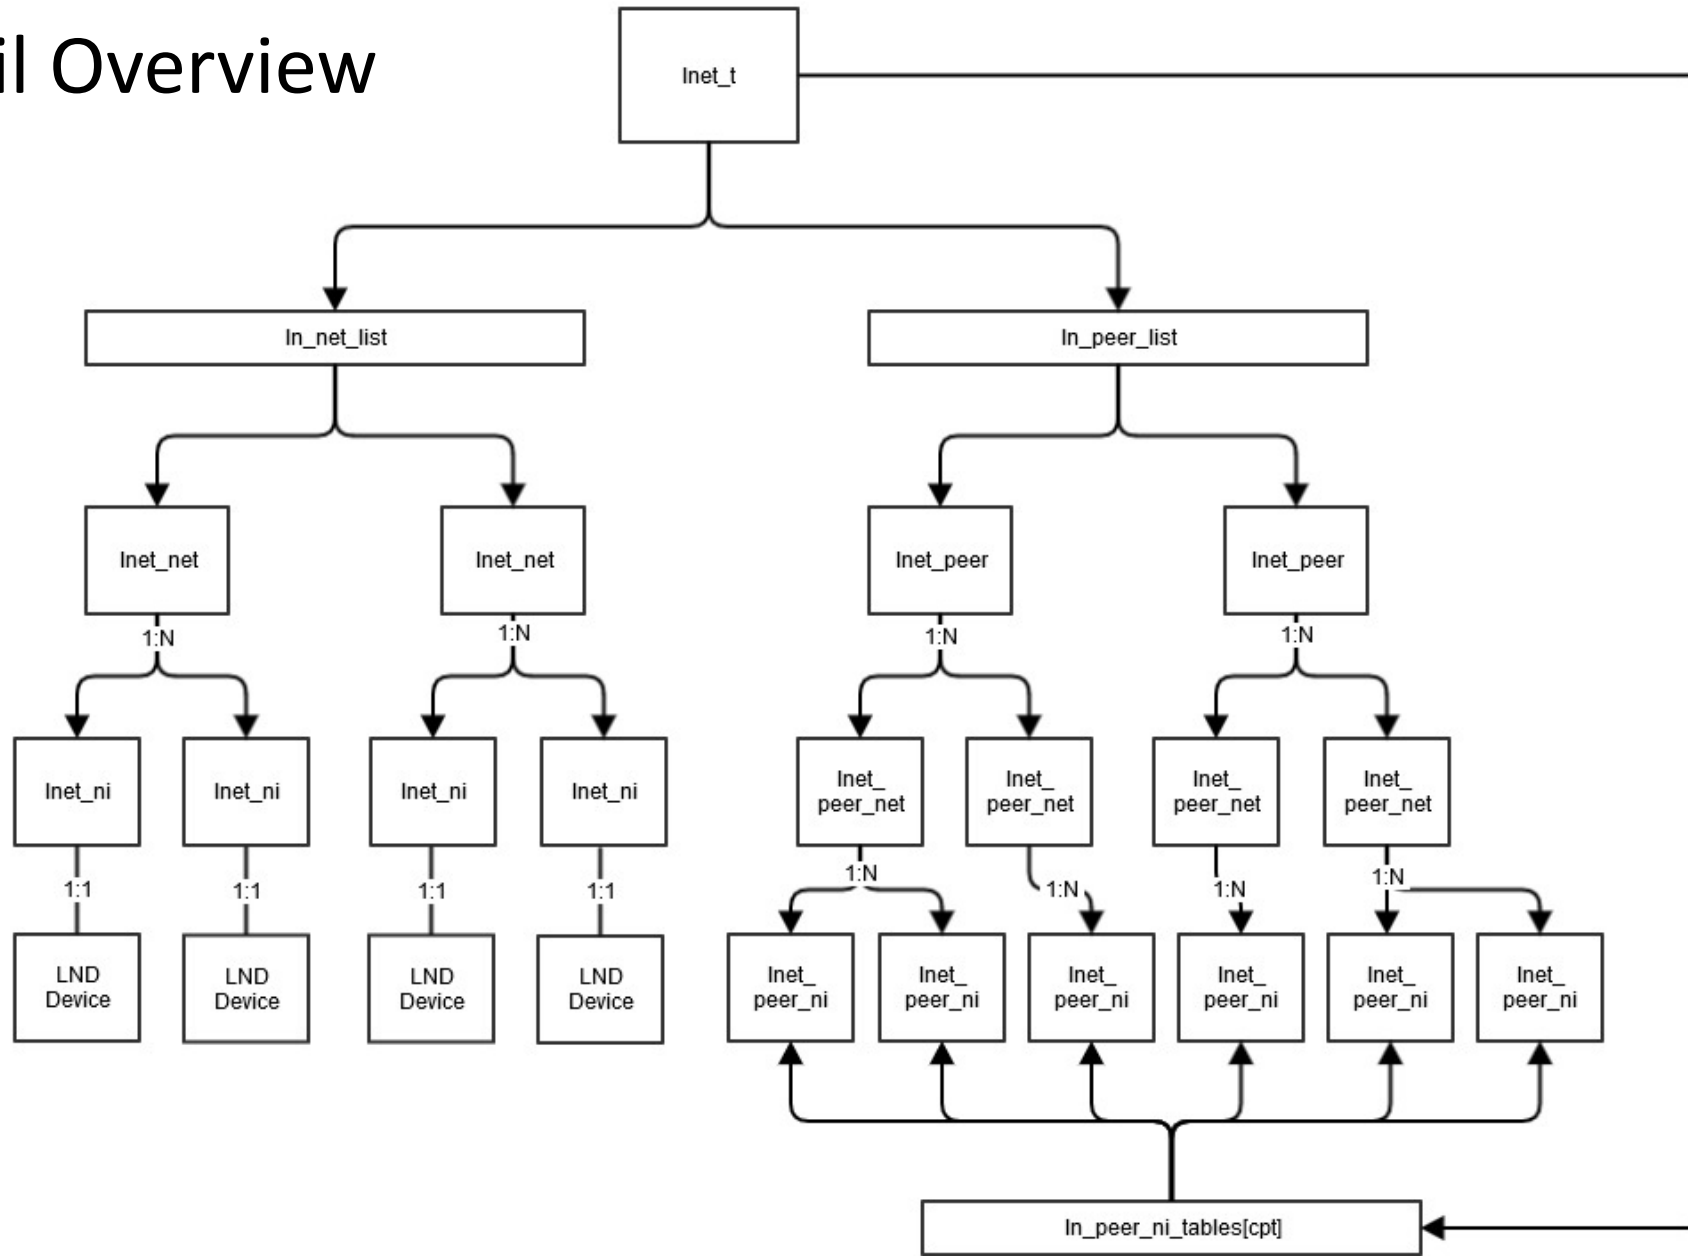 il Overview
lnet_t
ln_net_list
ln_peer_list
lnet_net
lnet_net
lnet_peer
lnet_peer
1:N
1:N
1:N
1:N
lnet_ni
lnet_ni
lnet_ni
lnet_ni
lnet_
peer_net
lnet_
peer_net
lnet_
peer_net
lnet_
peer_net
1:1
1:1
1:1
1:1
1:N
1:N
1:N
1:N
LND
Device
LND
Device
LND
Device
LND
Device
lnet_
peer_ni
lnet_
peer_ni
lnet_
peer_ni
lnet_
peer_ni
lnet_
peer_ni
lnet_
peer_ni
ln_peer_ni_tables[cpt]